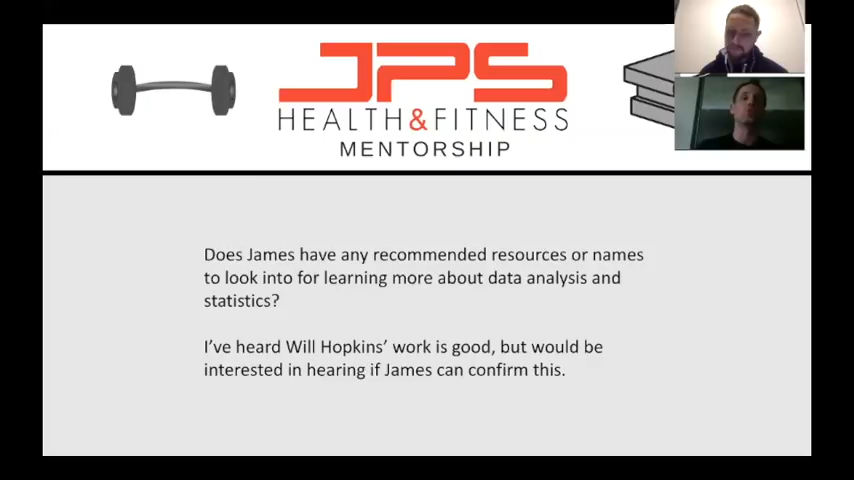 JPS
HEALTH&FITNESS
MENTORSHIP
Does James have any recommended resources or names
to look into for learning more about data analysis and
statistics?
I've heard Will Hopkins' work is good, but would be
interested in hearing if James can confirm this.